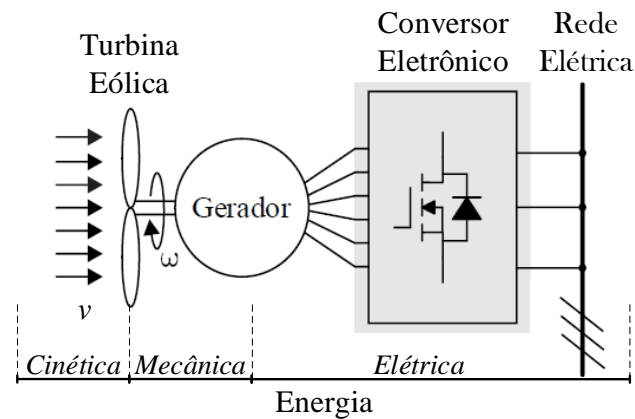 Turbina
Eólica
Conversor
Eletrônico
Rede
Elétrica
Gerador
ω
v
Cinética
Mecânica
Elétrica
Energia